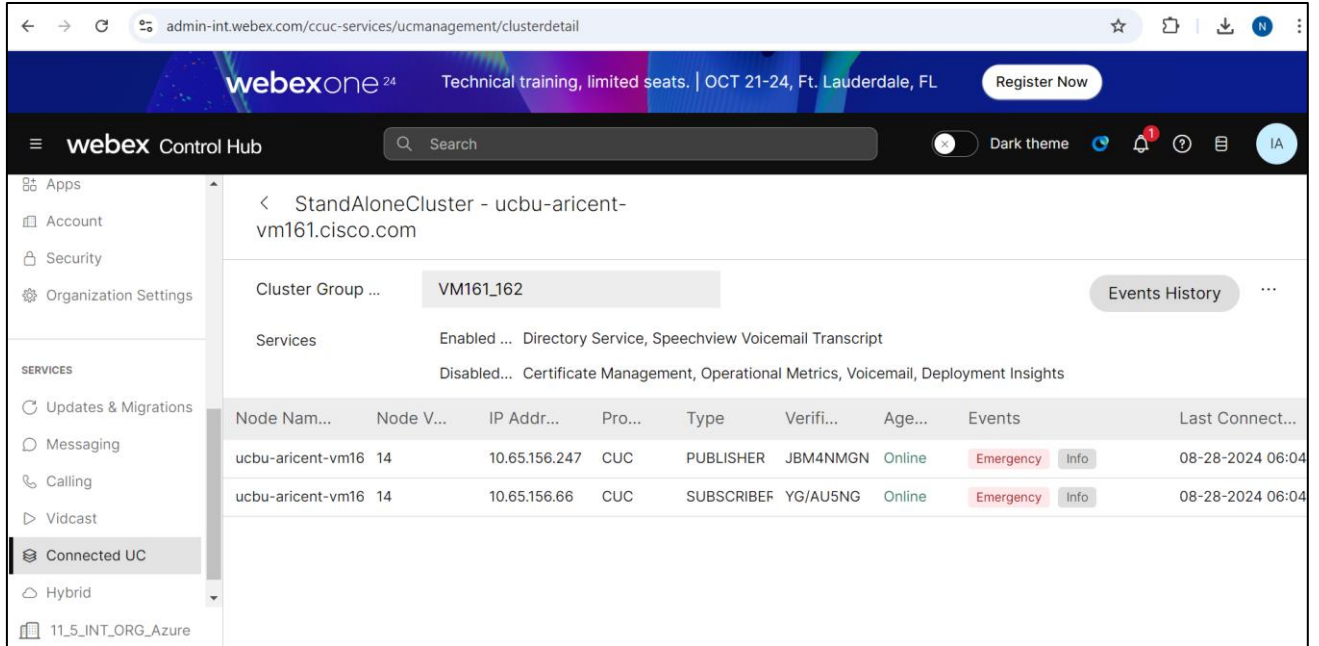 admin-int.webex.com/ccuc-services/ucmanagement/clusterdetail
N
webexone 24 Technical training, limited seats. | OCT 21-24, Ft. Lauderdale, FL Register Now
webex Control Hub Search Dark theme 1 IA
Apps
Account
Security
Organization Settings
SERVICES
Updates & Migrations
Messaging
Calling
Vidcast
Connected UC
Hybrid
11_5_INT_ORG_Azure
StandAloneCluster - ucbu-aricent-
vm161.cisco.com
Cluster Group ... VM161_162 Events History ...
Services Enabled ... Directory Service, Speechview Voicemail Transcript
Disabled... Certificate Management, Operational Metrics, Voicemail, Deployment Insights
Node Nam... Node V... IP Addr... Pro... Type Verifi... Age... Events Last Connect...
ucbu-aricent-vm16 14 10.65.156.247 CUC PUBLISHER JBM4NMGN Online Emergency Info 08-28-2024 06:04
ucbu-aricent-vm16 14 10.65.156.66 CUC SUBSCRIBER YG/AU5NG Online Emergency Info 08-28-2024 06:04